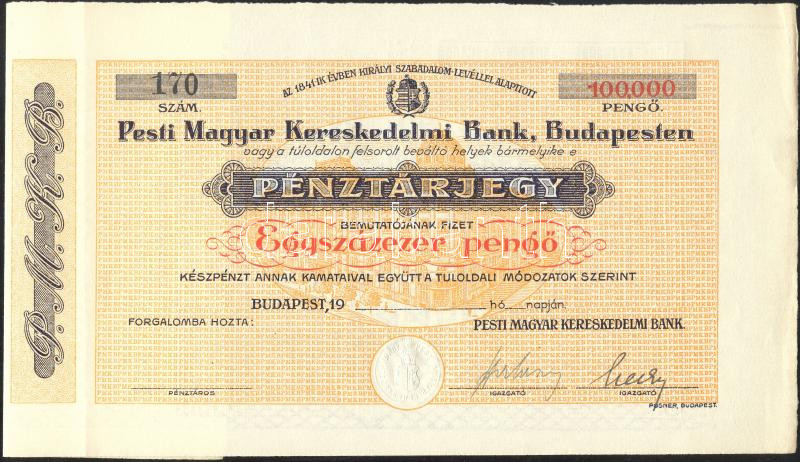 P. M. K. B.
170
SZÁM.
AZ 1841-IK ÉVBEN KIRÁLYI SZABADALOM-LEVÉLLEL ALAPITOTT
100,000
PENGŐ.
Pesti Magyar Kereskedelmi Bank, Budapesten
vagy a túloldalon felsorolt beváltó helyek bármelyike e
PÉNZTÁRJEGY
BEMUTATÓJÁNAK FIZET
Egyszázezer pengő
KÉSZPÉNZT ANNAK KAMATAIVAL EGYÜTT A TULOLDALI MÓDOZATOK SZERINT
BUDAPEST, 19 hó napján.
FORGALOMBA HOZTA: PESTI MAGYAR KERESKEDELMI BANK.
PÉNZTÁROS IGAZGATÓ IGAZGATÓ
POSNER, BUDAPEST.